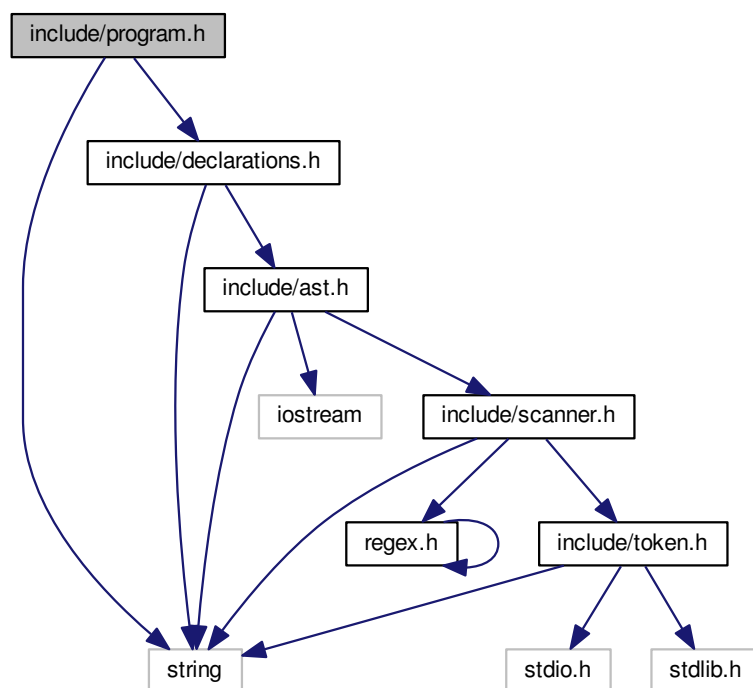 include/program.h
include/declarations.h
include/ast.h
iostream
include/scanner.h
regex.h
include/token.h
string
stdio.h
stdlib.h